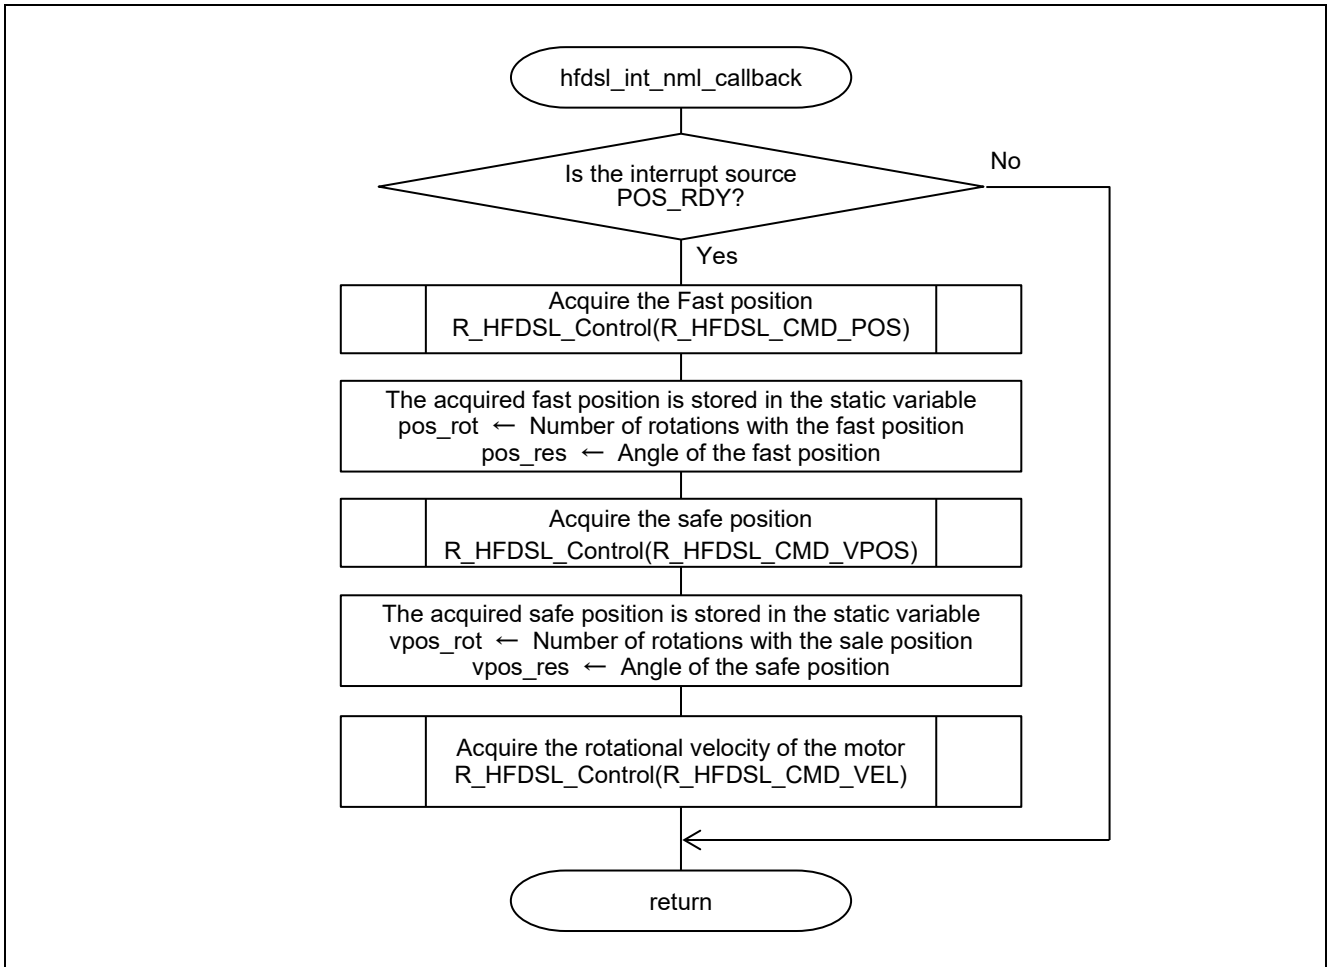 hfdsl_int_nml_callback
Is the interrupt source
POS_RDY?
No
Yes
Acquire the Fast position
R_HFDSL_Control(R_HFDSL_CMD_POS)
The acquired fast position is stored in the static variable
pos_rot ← Number of rotations with the fast position
pos_res ← Angle of the fast position
Acquire the safe position
R_HFDSL_Control(R_HFDSL_CMD_VPOS)
The acquired safe position is stored in the static variable
vpos_rot ← Number of rotations with the sale position
vpos_res ← Angle of the safe position
Acquire the rotational velocity of the motor
R_HFDSL_Control(R_HFDSL_CMD_VEL)
return